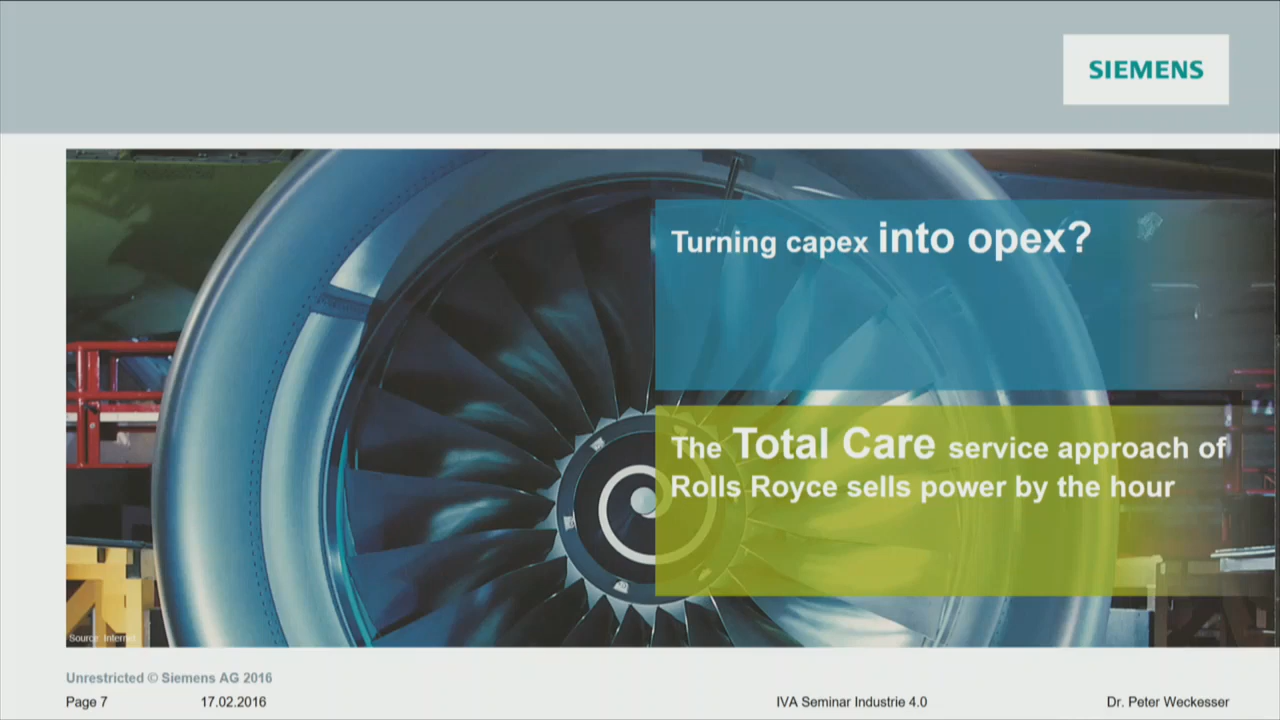 SIEMENS
Turning capex into opex?
The Total Care service approach of
Rolls Royce sells power by the hour
Source: Internet
Unrestricted © Siemens AG 2016
Page 7
17.02.2016
IVA Seminar Industrie 4.0
Dr. Peter Weckesser